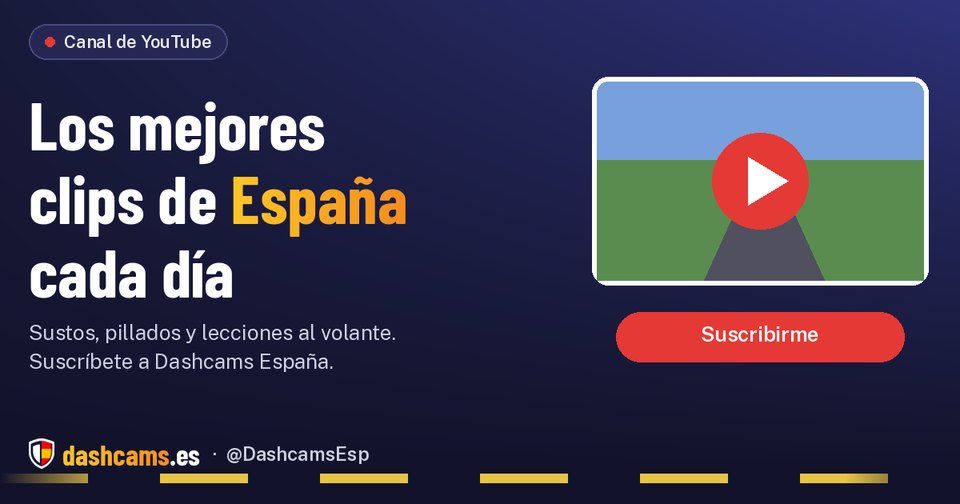 Canal de YouTube
Los mejores
clips de España
cada día
Sustos, pillados y lecciones al volante.
Suscríbete a Dashcams España.
Suscribirme
dashcams.es · @DashcamsEsp